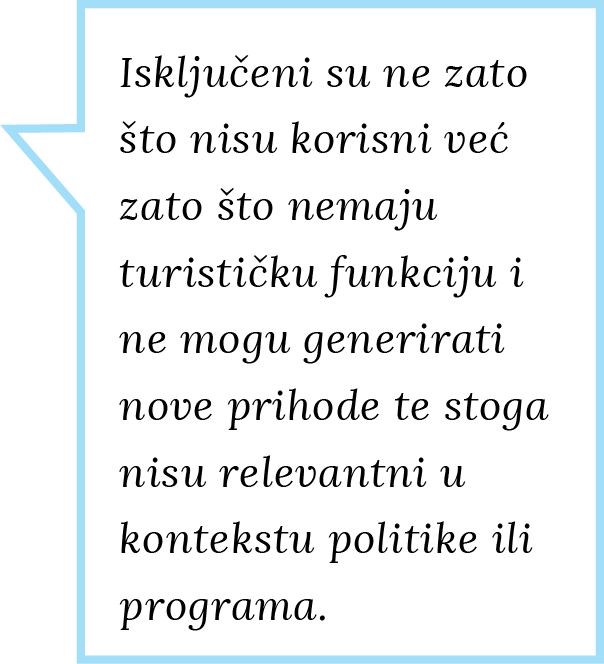 Isključeni su ne zato
što nisu korisni već
zato što nemaju
turističku funkciju i
ne mogu generirati
nove prihode te stoga
nisu relevantni u
kontekstu politike ili
programa.